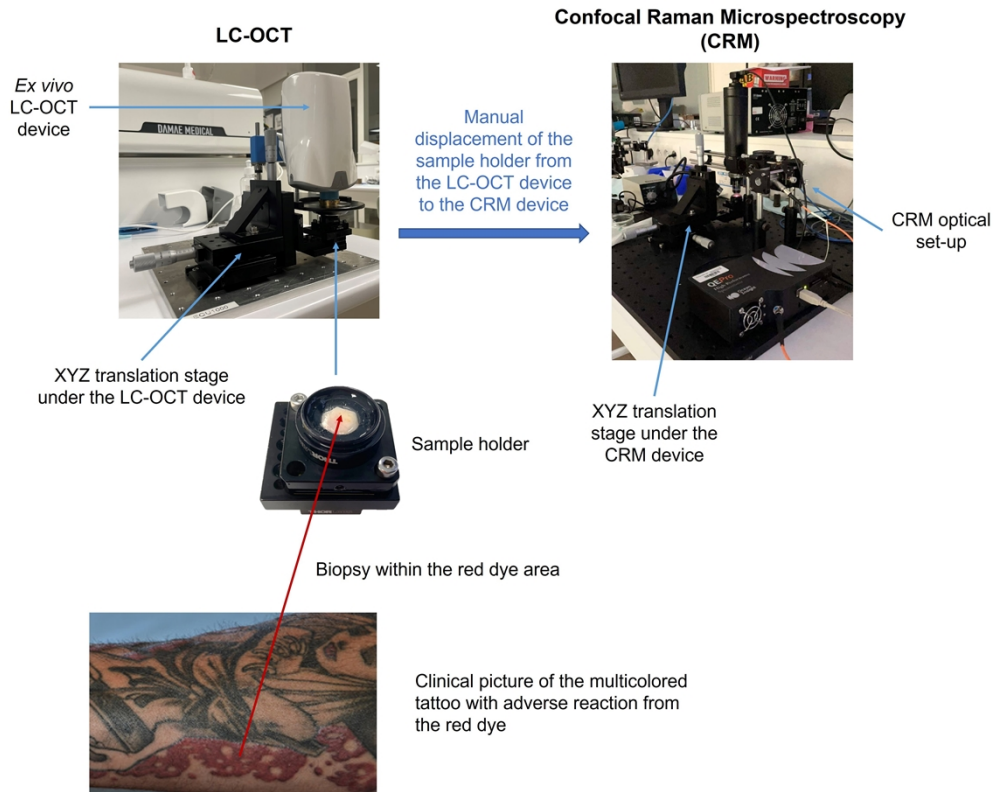 LC-OCT
Confocal Raman Microspectroscopy
(CRM)
Ex vivo
LC-OCT
device
DAMAE MEDICAL
Manual
displacement of the
sample holder from
the LC-OCT device
to the CRM device
WARNING
QEPro
CRM optical
set-up
XYZ translation stage
under the LC-OCT device
XYZ translation
stage under the
CRM device
Sample holder
THOR
Biopsy within the red dye area
Clinical picture of the multicolored
tattoo with adverse reaction from
the red dye